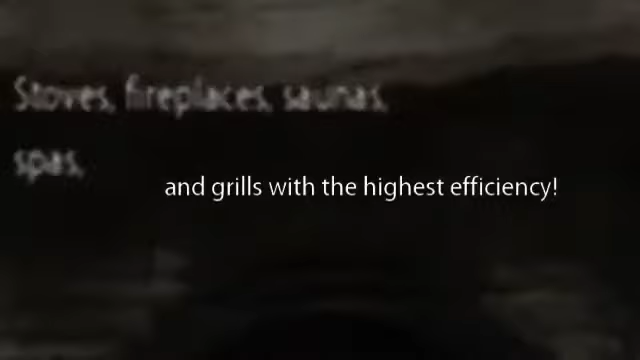 Stoves, fireplaces, saunas,
spas,
and grills with the highest efficiency!